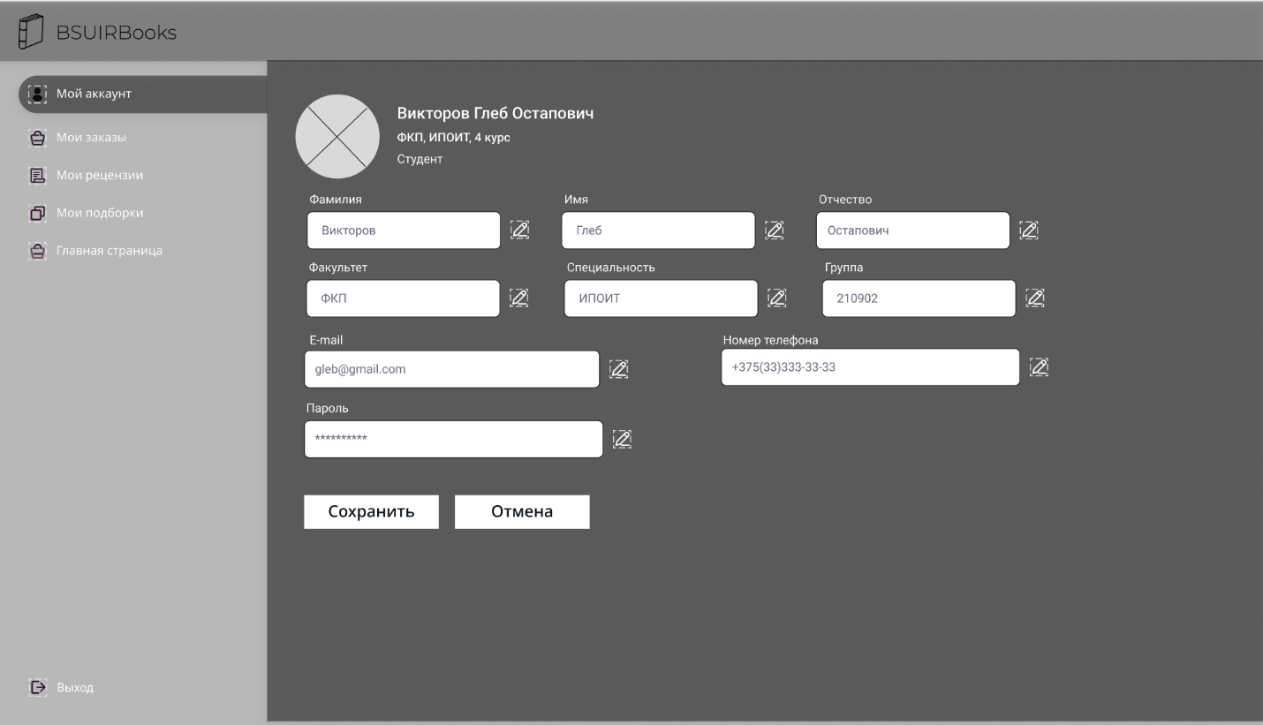 BSUIRBooks
Мой аккаунт
Мои заказы
Мои рецензии
Мои подборки
Главная страница
Выход
Викторов Глеб Остапович
ФКП, ИПОИТ, 4 курс
Студент
Фамилия Имя Отчество
Викторов Глеб Остапович
Факультет Специальность Группа
ФКП ИПОИТ 210902
E-mail Номер телефона
gleb@gmail.com +375(33)333-33-33
Пароль
**********
Сохранить Отмена